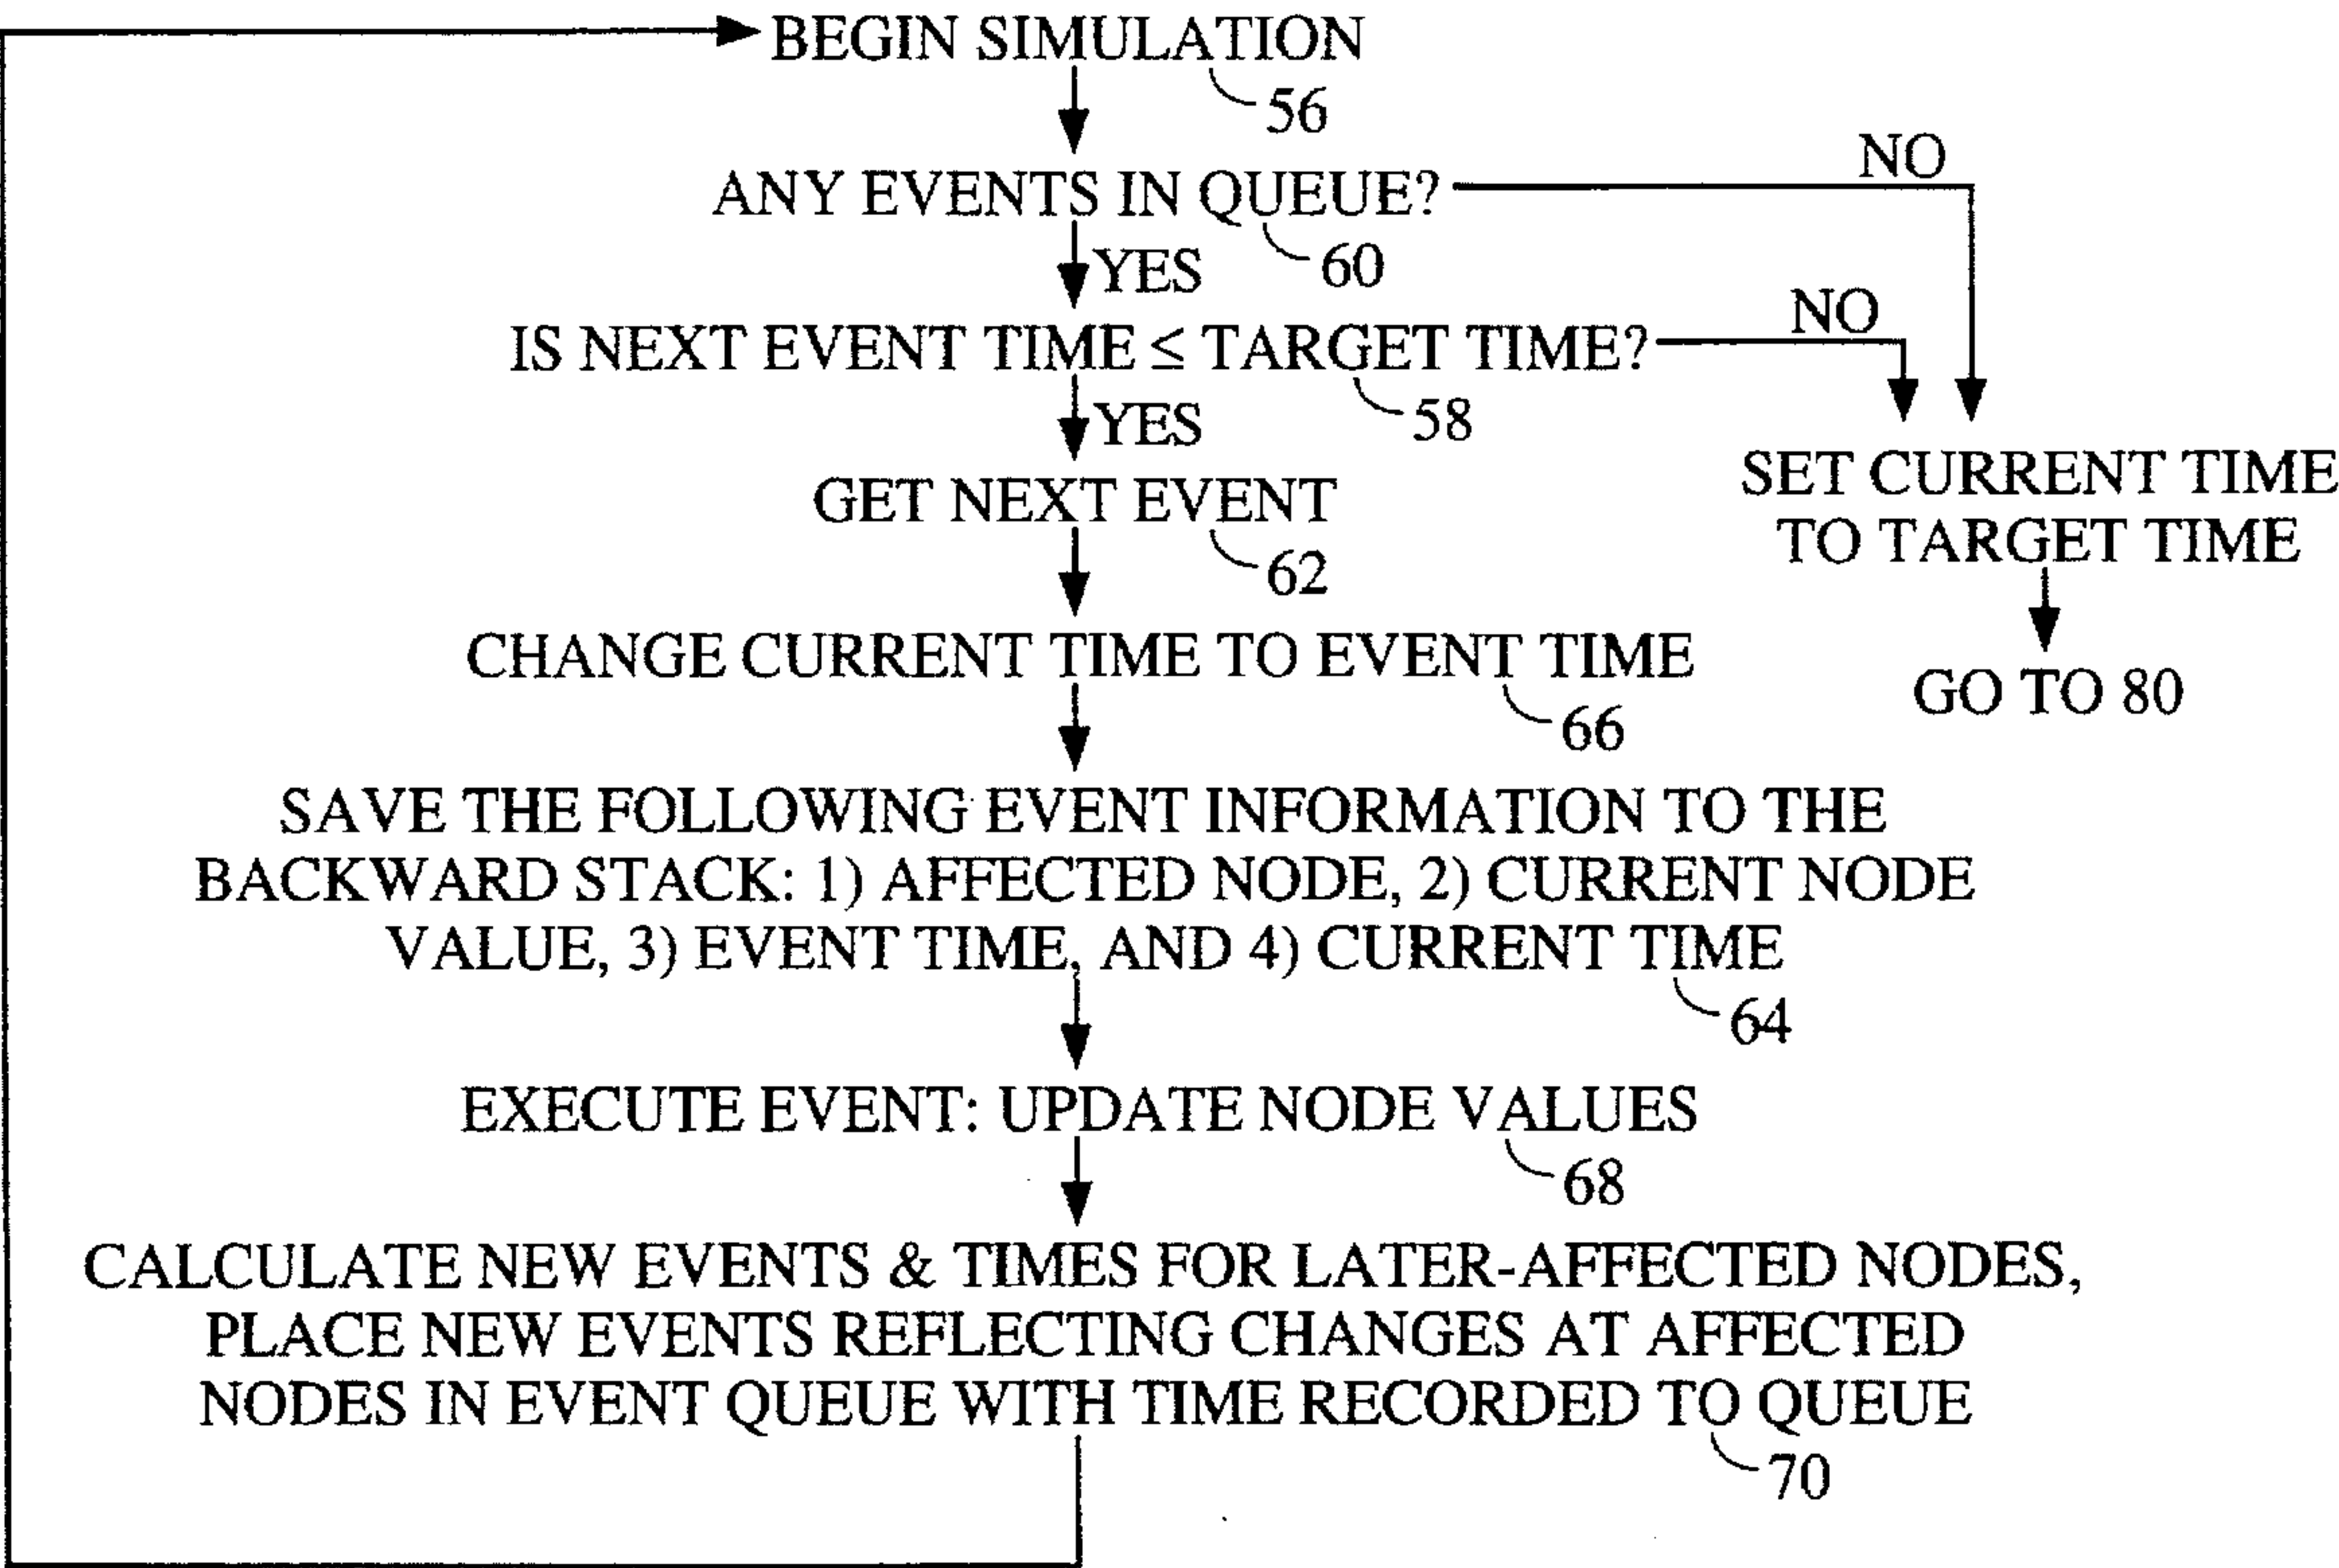 BEGIN SIMULATION
56
ANY EVENTS IN QUEUE?
NO
60
YES
IS NEXT EVENT TIME ≤ TARGET TIME?
NO
58
YES
GET NEXT EVENT
62
SET CURRENT TIME
TO TARGET TIME
GO TO 80
CHANGE CURRENT TIME TO EVENT TIME
66
SAVE THE FOLLOWING EVENT INFORMATION TO THE
BACKWARD STACK: 1) AFFECTED NODE, 2) CURRENT NODE
VALUE, 3) EVENT TIME, AND 4) CURRENT TIME
64
EXECUTE EVENT: UPDATE NODE VALUES
68
CALCULATE NEW EVENTS & TIMES FOR LATER-AFFECTED NODES,
PLACE NEW EVENTS REFLECTING CHANGES AT AFFECTED
NODES IN EVENT QUEUE WITH TIME RECORDED TO QUEUE
70